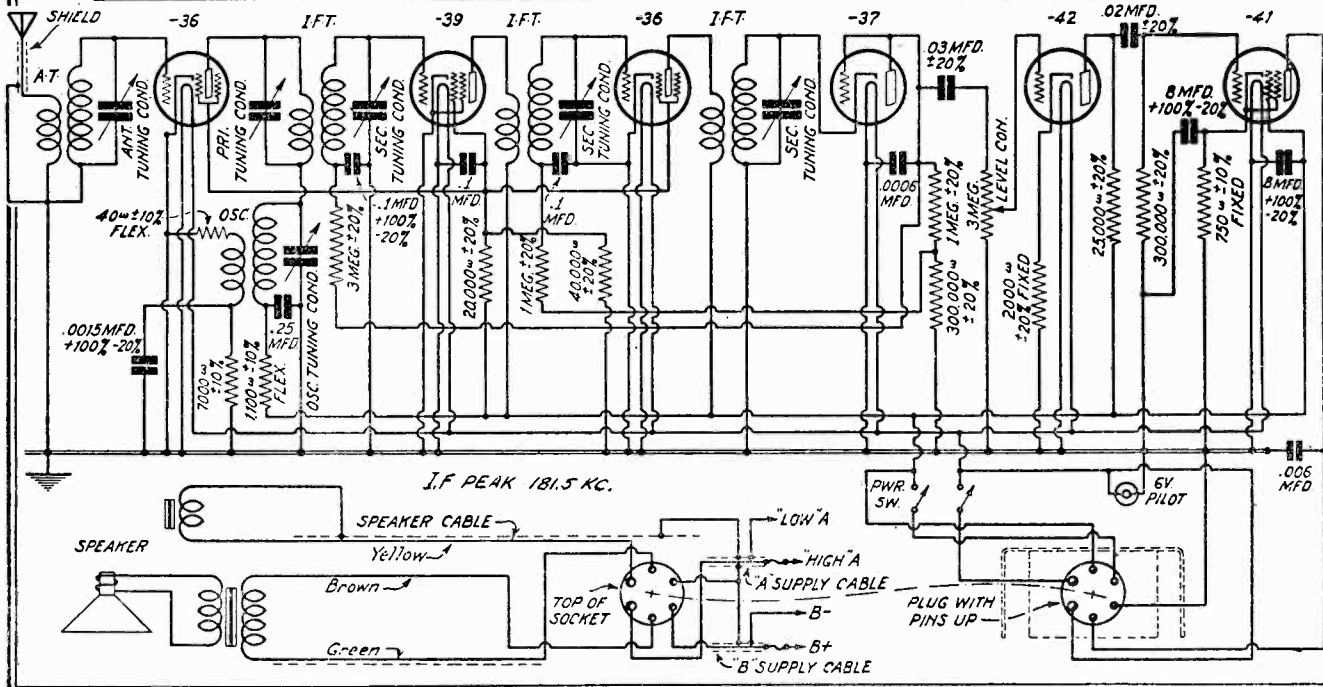 SHIELD
-36
I.F.T.
-39
I.F.T.
-36
I.F.T.
-37
-42
.02 MFD.
±20%
-41
A.T.
ANT. TUNING COND.
PRI. TUNING COND.
SEC. TUNING COND.
SEC. TUNING COND.
SEC. TUNING COND.
.03 MFD.
±20%
LEVEL CON.
3 MEG.
8 MFD.
+100% -20%
8 MFD.
+100%
-20%
40ω ±10%
FLEX.
OSC.
.1 MFD
+100%
-20%
.1
MFD.
.1
MFD.
.0006
MFD.
1 MEG. ±20%
3 MEG. ±20%
20,000ω ±20%
1 MEG ±20%
40,000ω
±20%
300,000ω
±20%
2000ω
±20% FIXED
25,000ω ±20%
300,000ω ±20%
750ω ±10%
FIXED
.0015 MFD.
+100% -20%
.25
MFD.
OSC. TUNING COND.
7000ω
±10%
1,100ω ±10%
FLEX.
I.F PEAK 181.5 KC.
PWR.
SW.
6V.
PILOT
.006
MFD
SPEAKER CABLE
Yellow
SPEAKER
Brown
Green
TOP OF
SOCKET
"LOW" A
"HIGH" A
"A" SUPPLY CABLE
B-
B+
"B" SUPPLY CABLE
PLUG WITH
PINS UP